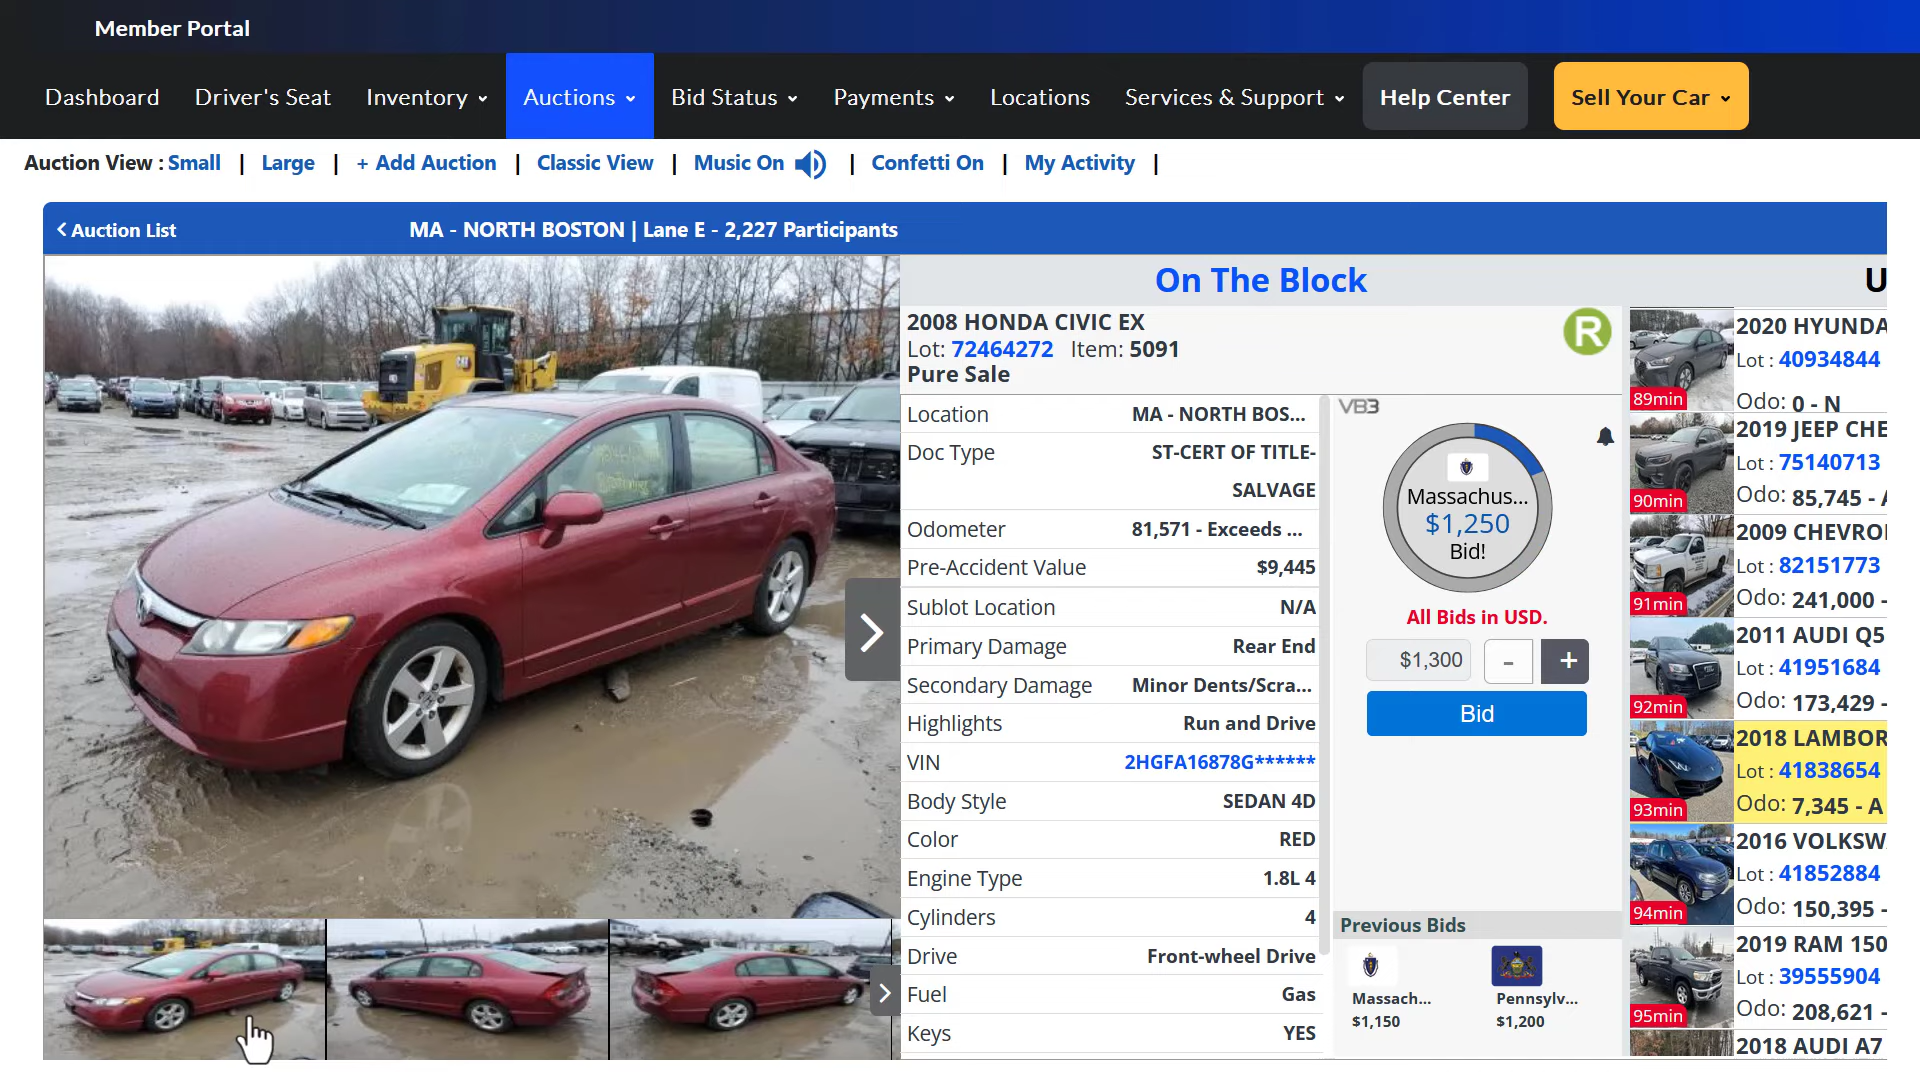 Member Portal
Dashboard Driver's Seat Inventory Auctions Bid Status Payments Locations Services & Support Help Center Sell Your Car
Auction View : Small | Large | + Add Auction | Classic View | Music On | Confetti On | My Activity |
Auction List MA - NORTH BOSTON | Lane E - 2,227 Participants
On The Block
2008 HONDA CIVIC EX
Lot: 72464272 Item: 5091
Pure Sale
R
Location MA - NORTH BOS...
Doc Type ST-CERT OF TITLE-
SALVAGE
Odometer 81,571 - Exceeds ...
Pre-Accident Value $9,445
Sublot Location N/A
Primary Damage Rear End
Secondary Damage Minor Dents/Scra...
Highlights Run and Drive
VIN 2HGFA16878G******
Body Style SEDAN 4D
Color RED
Engine Type 1.8L 4
Cylinders 4
Drive Front-wheel Drive
Fuel Gas
Keys YES
VB3
Massachus...
$1,250
Bid!
All Bids in USD.
$1,300 - +
Bid
Previous Bids
Massach... Pennsylv...
$1,150 $1,200
U
2020 HYUNDA
Lot : 40934844
89min Odo: 0 - N
2019 JEEP CHE
Lot : 75140713
90min Odo: 85,745 - A
2009 CHEVROL
Lot : 82151773
91min Odo: 241,000 -
2011 AUDI Q5
Lot : 41951684
92min Odo: 173,429 -
2018 LAMBOR
Lot : 41838654
93min Odo: 7,345 - A
2016 VOLKSW
Lot : 41852884
94min Odo: 150,395 -
2019 RAM 150
Lot : 39555904
95min Odo: 208,621 -
2018 AUDI A7